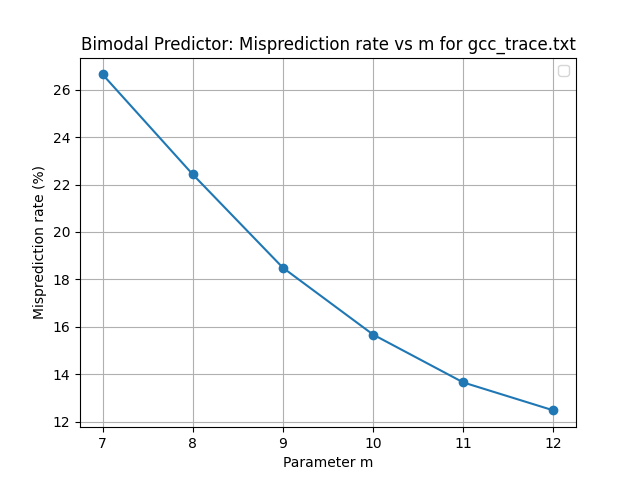 Bimodal Predictor: Misprediction rate vs m for gcc_trace.txt
26
24
22
20
18
16
14
12
Misprediction rate (%)
7 8 9 10 11 12
Parameter m